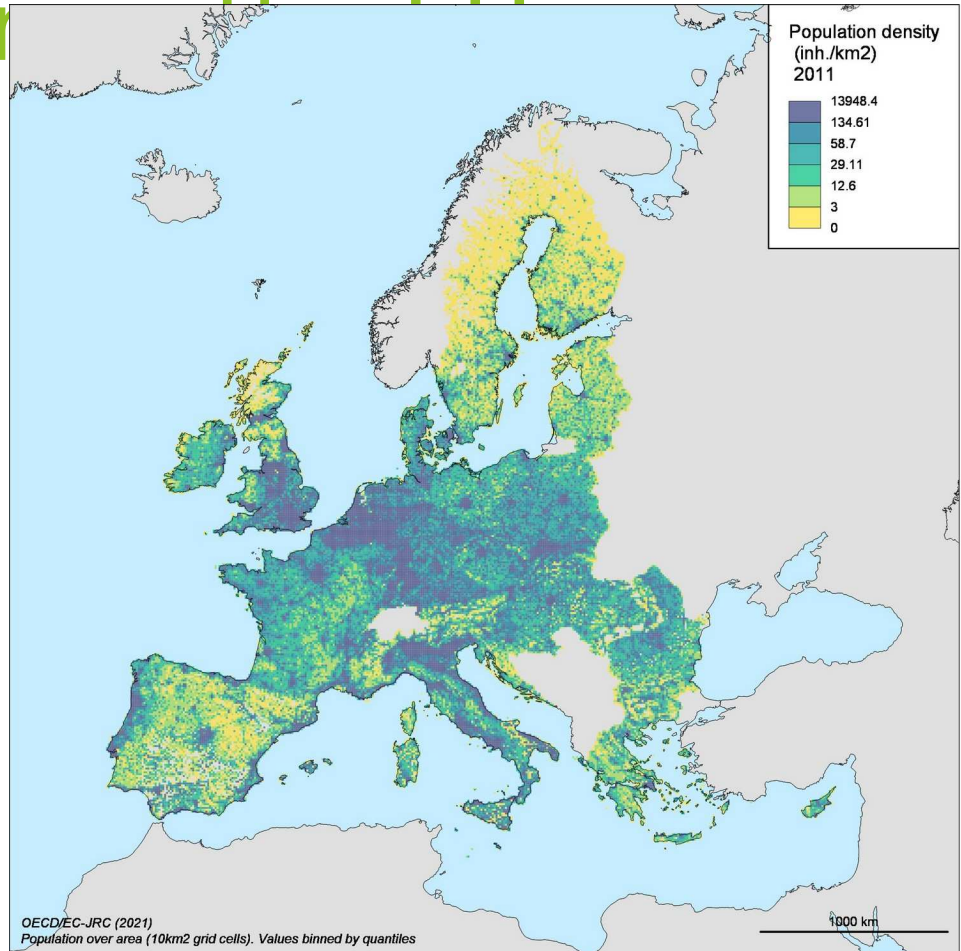 Population density
(inh./km2)
2011
13948.4
134.61
58.7
29.11
12.6
3
0
OECD/EC-JRC (2021)
Population over area (10km2 grid cells). Values binned by quantiles
1000 km